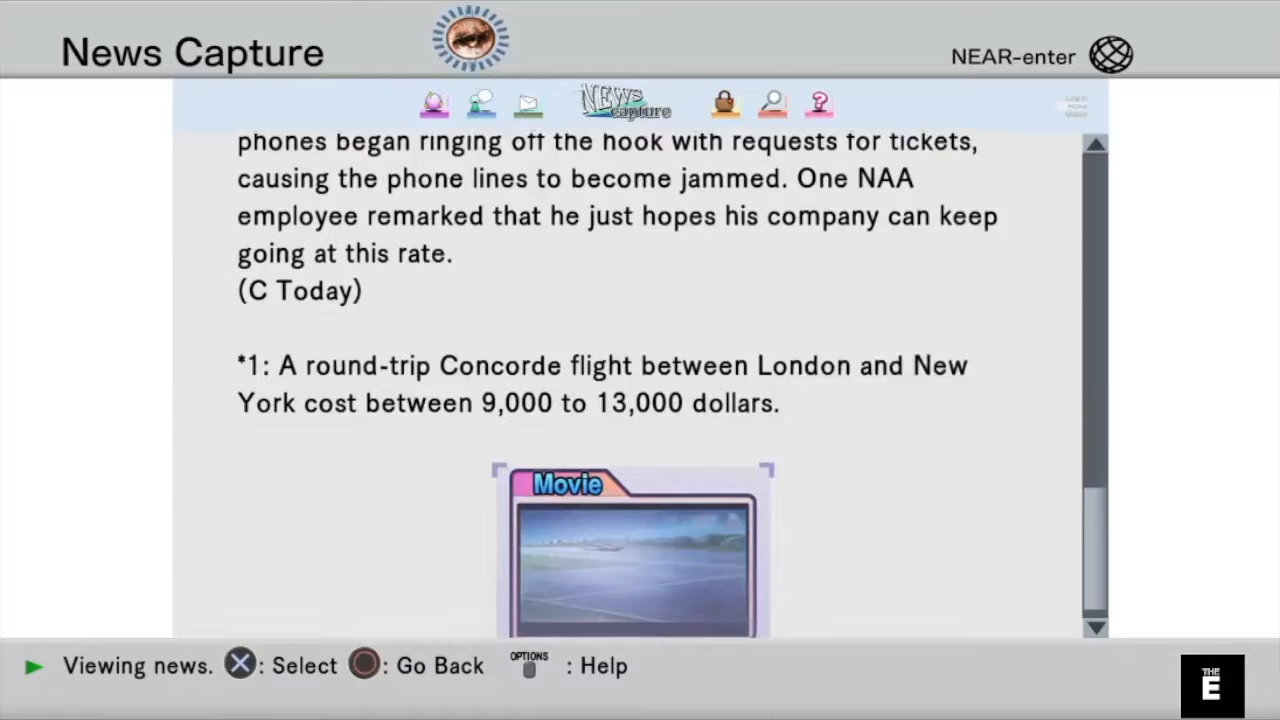 News Capture
NEAR-enter
NEWS
capture
phones began ringing off the hook with requests for tickets,
causing the phone lines to become jammed. One NAA
employee remarked that he just hopes his company can keep
going at this rate.
(C Today)
*1: A round-trip Concorde flight between London and New
York cost between 9,000 to 13,000 dollars.
Movie
Viewing news. X: Select O: Go Back OPTIONS : Help
THE
E